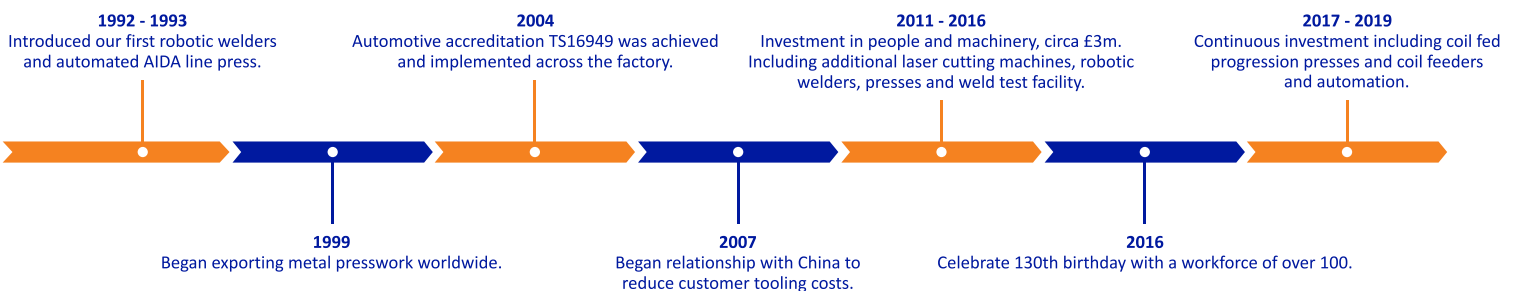 1992 - 1993
Introduced our first robotic welders
and automated AIDA line press.
1999
Began exporting metal presswork worldwide.
2004
Automotive accreditation TS16949 was achieved
and implemented across the factory.
2007
Began relationship with China to
reduce customer tooling costs.
2011 - 2016
Investment in people and machinery, circa £3m.
Including additional laser cutting machines, robotic
welders, presses and weld test facility.
2016
Celebrate 130th birthday with a workforce of over 100.
2017 - 2019
Continuous investment including coil fed
progression presses and coil feeders
and automation.